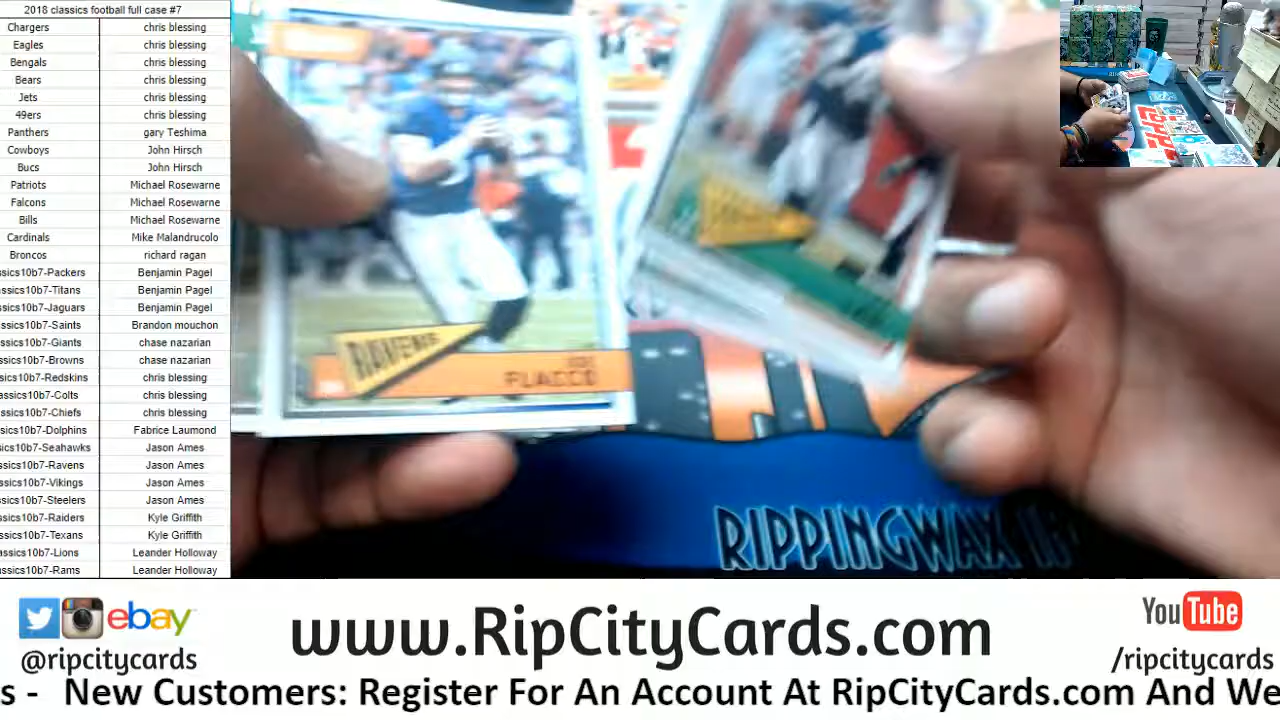 2018 classics football full case #7
Chargers chris blessing
Eagles chris blessing
Bengals chris blessing
Bears chris blessing
Jets chris blessing
49ers chris blessing
Panthers gary Teshima
Cowboys John Hirsch
Bucs John Hirsch
Patriots Michael Rosewarne
Falcons Michael Rosewarne
Bills Michael Rosewarne
Cardinals Mike Malandrucolo
Broncos richard ragan
ssics10b7-Packers Benjamin Pagel
ssics10b7-Titans Benjamin Pagel
ssics10b7-Jaguars Benjamin Pagel
ssics10b7-Saints Brandon mouchon
ssics10b7-Giants chase nazarian
ssics10b7-Browns chase nazarian
ssics10b7-Redskins chris blessing
lassics10b7-Colts chris blessing
assics10b7-Chiefs chris blessing
ssics10b7-Dolphins Fabrice Laumond
sics10b7-Seahawks Jason Ames
ssics10b7-Ravens Jason Ames
ssics10b7-Vikings Jason Ames
ssics10b7-Steelers Jason Ames
ssics10b7-Raiders Kyle Griffith
ssics10b7-Texans Kyle Griffith
assics10b7-Lions Leander Holloway
assics10b7-Rams Leander Holloway
RAVENS
JOE
FLACCO
RIPPINGWAX
ebay
@ripcitycards
www.RipCityCards.com
YouTube
/ripcitycards
s - New Customers: Register For An Account At RipCityCards.com And We